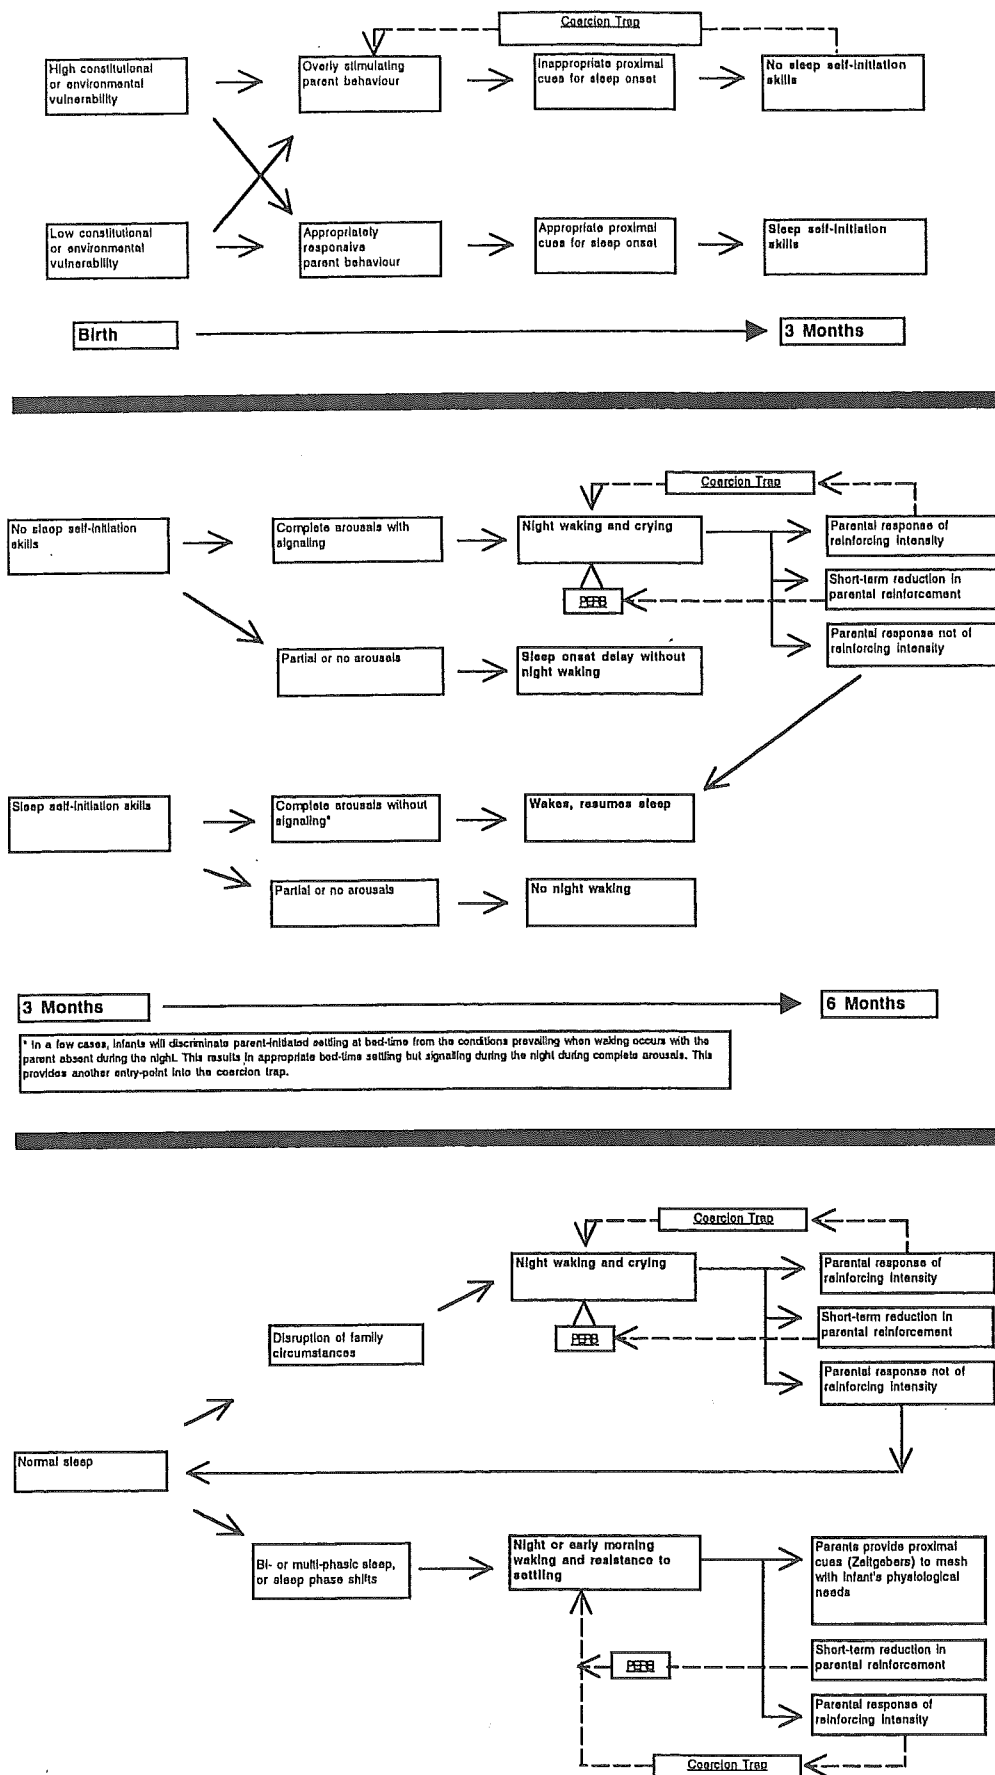 Coercion Trap
High constitutional
or environmental
vulnerability
Overly stimulating
parent behaviour
Inappropriate proximal
cues for sleep onset
No sleep self-initiation
skills
Low constitutional
or environmental
vulnerability
Appropriately
responsive
parent behaviour
Appropriate proximal
cues for sleep onset
Sleep self-initiation
skills
Birth
3 Months
Coercion Trap
No sleep self-initiation
skills
Complete arousals with
signaling
Night waking and crying
Parental response of
reinforcing intensity
Short-term reduction in
parental reinforcement
PERB
Parental response not of
reinforcing intensity
Partial or no arousals
Sleep onset delay without
night waking
Sleep self-initiation skills
Complete arousals without
signaling*
Wakes, resumes sleep
Partial or no arousals
No night waking
3 Months
6 Months
* In a few cases, infants will discriminate parent-initiated settling at bed-time from the conditions prevailing when waking occurs with the
parent absent during the night. This results in appropriate bed-time settling but signalling during the night during complete arousals. This
provides another entry-point into the coercion trap.
Coercion Trap
Night waking and crying
Parental response of
reinforcing intensity
Short-term reduction in
parental reinforcement
PERB
Disruption of family
circumstances
Parental response not of
reinforcing intensity
Normal sleep
Bi- or multi-phasic sleep,
or sleep phase shifts
Night or early morning
waking and resistance to
settling
Parents provide proximal
cues (Zeitgebers) to mesh
with infant's physiological
needs
PERB
Short-term reduction in
parental reinforcement
Parental response of
reinforcing intensity
Coercion Trap